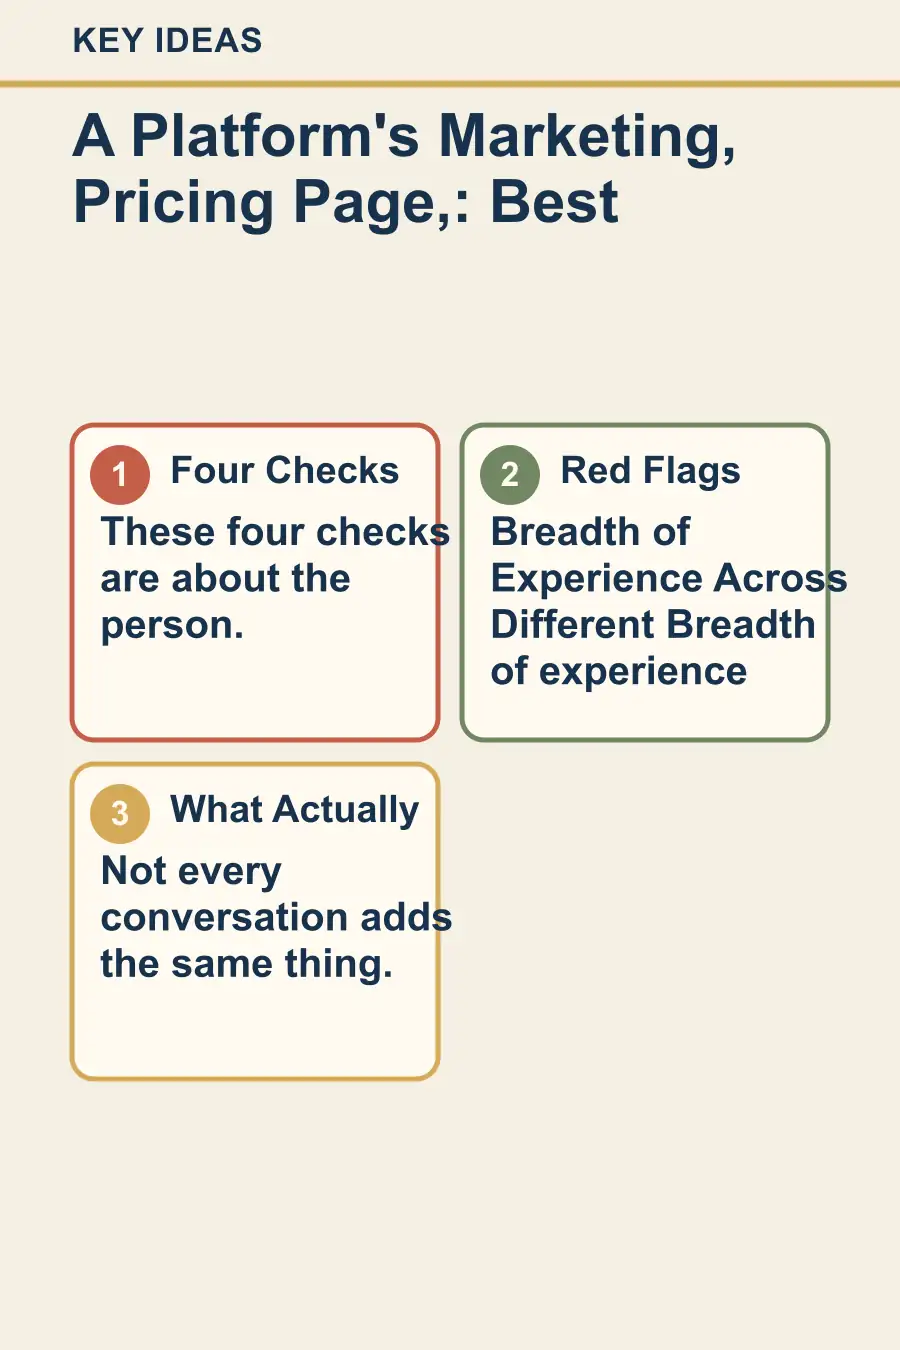 KEY IDEAS
A Platform's Marketing,
Pricing Page,: Best
1 Four Checks
These four checks
are about the
person.
2 Red Flags
Breadth of
Experience Across
Different Breadth
of experience
3 What Actually
Not every
conversation adds
the same thing.